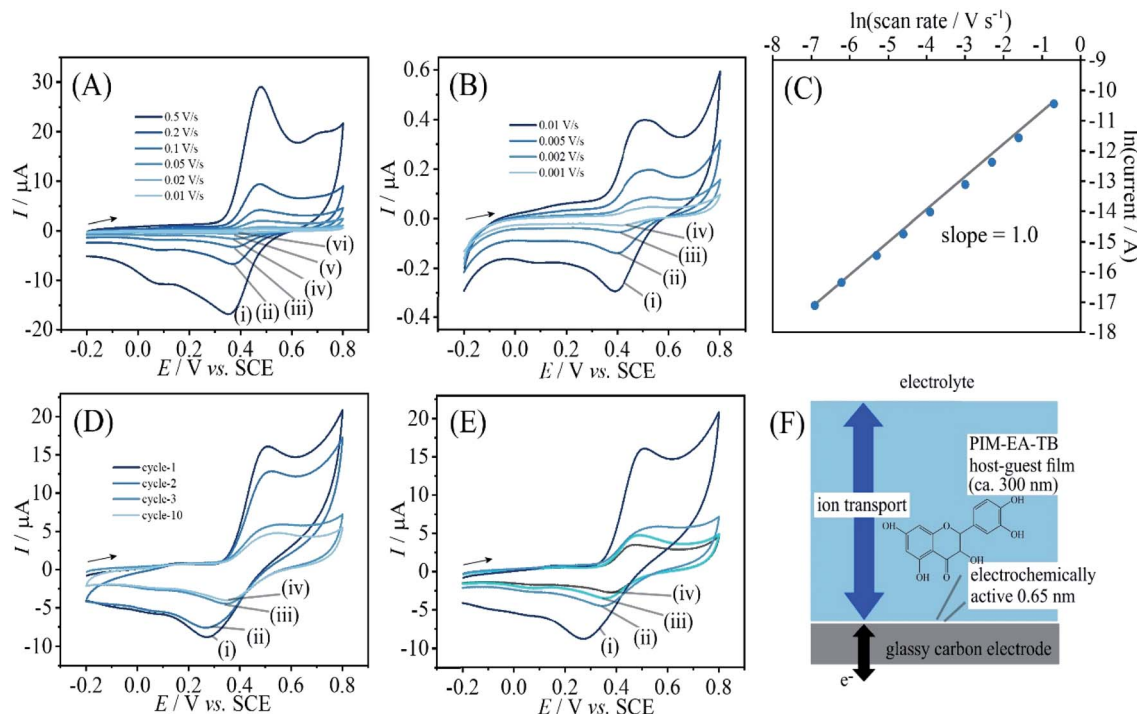 (A)
30
20
10
0
-10
-20
I / µA
0.5 V/s
0.2 V/s
0.1 V/s
0.05 V/s
0.02 V/s
0.01 V/s
(vi)
(v)
(iv)
(i) (ii) (iii)
-0.2 0.0 0.2 0.4 0.6 0.8
E / V vs. SCE
(B)
0.6
0.4
0.2
0.0
-0.2
-0.4
I / µA
0.01 V/s
0.005 V/s
0.002 V/s
0.001 V/s
(iv)
(iii)
(ii)
(i)
-0.2 0.0 0.2 0.4 0.6 0.8
E / V vs. SCE
ln(scan rate / V s⁻¹
-8 -7 -6 -5 -4 -3 -2 -1 0
(C)
-9
-10
-11
-12
-13
-14
-15
-16
-17
-18
ln(current / A)
slope = 1.0
(D)
20
15
10
5
0
-5
-10
I / µA
cycle-1
cycle-2
cycle-3
cycle-10
(iv)
(iii)
(ii)
(i)
-0.2 0.0 0.2 0.4 0.6 0.8
E / V vs. SCE
(E)
20
15
10
5
0
-5
-10
I / µA
(iv)
(iii)
(ii)
(i)
-0.2 0.0 0.2 0.4 0.6 0.8
E / V vs. SCE
electrolyte
(F)
PIM-EA-TB
host-guest film
(ca. 300 nm)
ion transport
OH
OH
HO
O
OH
OH
O
electrochemically
active 0.65 nm
glassy carbon electrode
e-